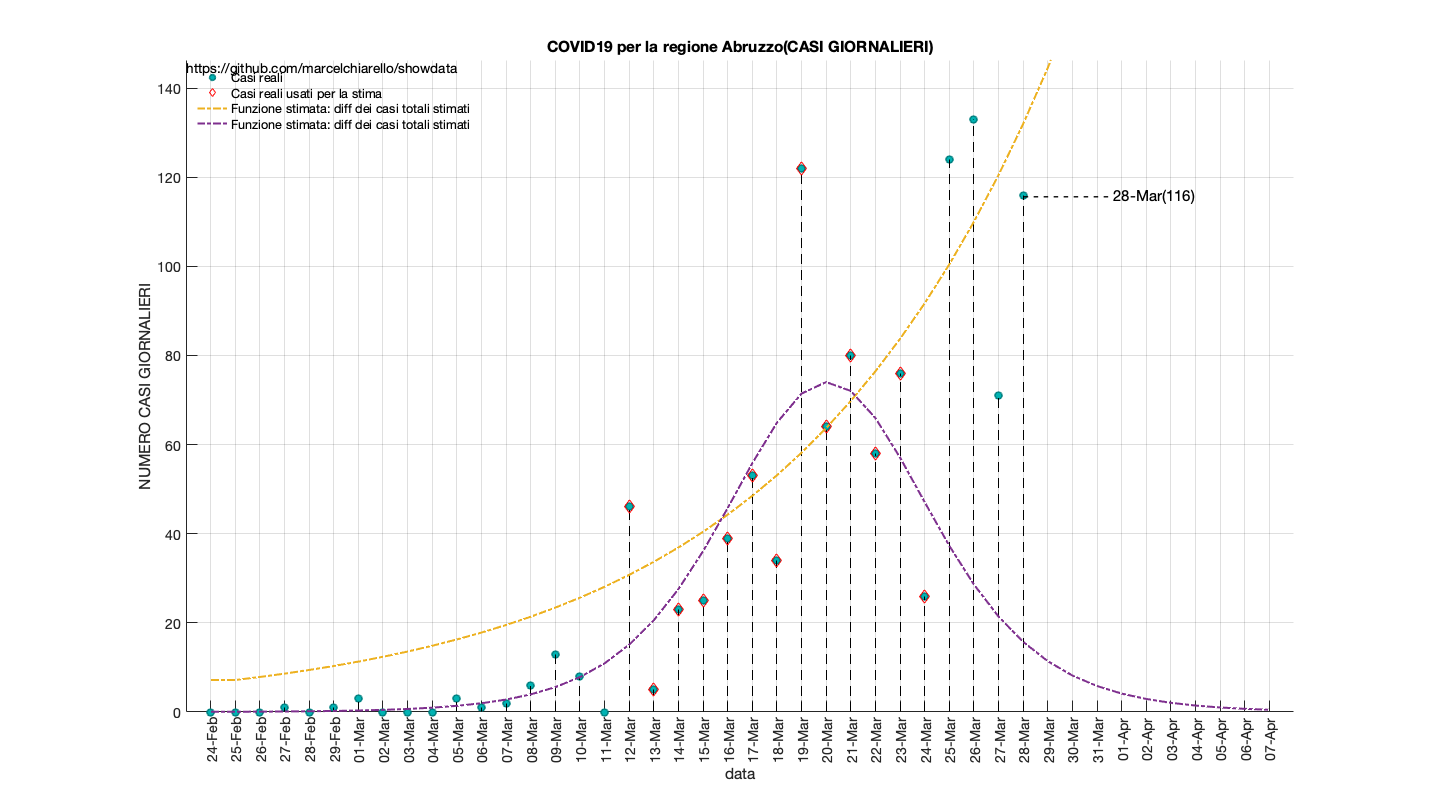 COVID19 per la regione Abruzzo(CASI GIORNALIERI)
https://github.com/marcelchiarello/showdata
Casi reali
Casi reali usati per la stima
Funzione stimata: diff dei casi totali stimati
Funzione stimata: diff dei casi totali stimati
NUMERO CASI GIORNALIERI
140
120
100
80
60
40
20
0
28-Mar(116)
24-Feb
25-Feb
26-Feb
27-Feb
28-Feb
29-Feb
01-Mar
02-Mar
03-Mar
04-Mar
05-Mar
06-Mar
07-Mar
08-Mar
09-Mar
10-Mar
11-Mar
12-Mar
13-Mar
14-Mar
15-Mar
16-Mar
17-Mar
18-Mar
19-Mar
20-Mar
21-Mar
22-Mar
23-Mar
24-Mar
25-Mar
26-Mar
27-Mar
28-Mar
29-Mar
30-Mar
31-Mar
01-Apr
02-Apr
03-Apr
04-Apr
05-Apr
06-Apr
07-Apr
data